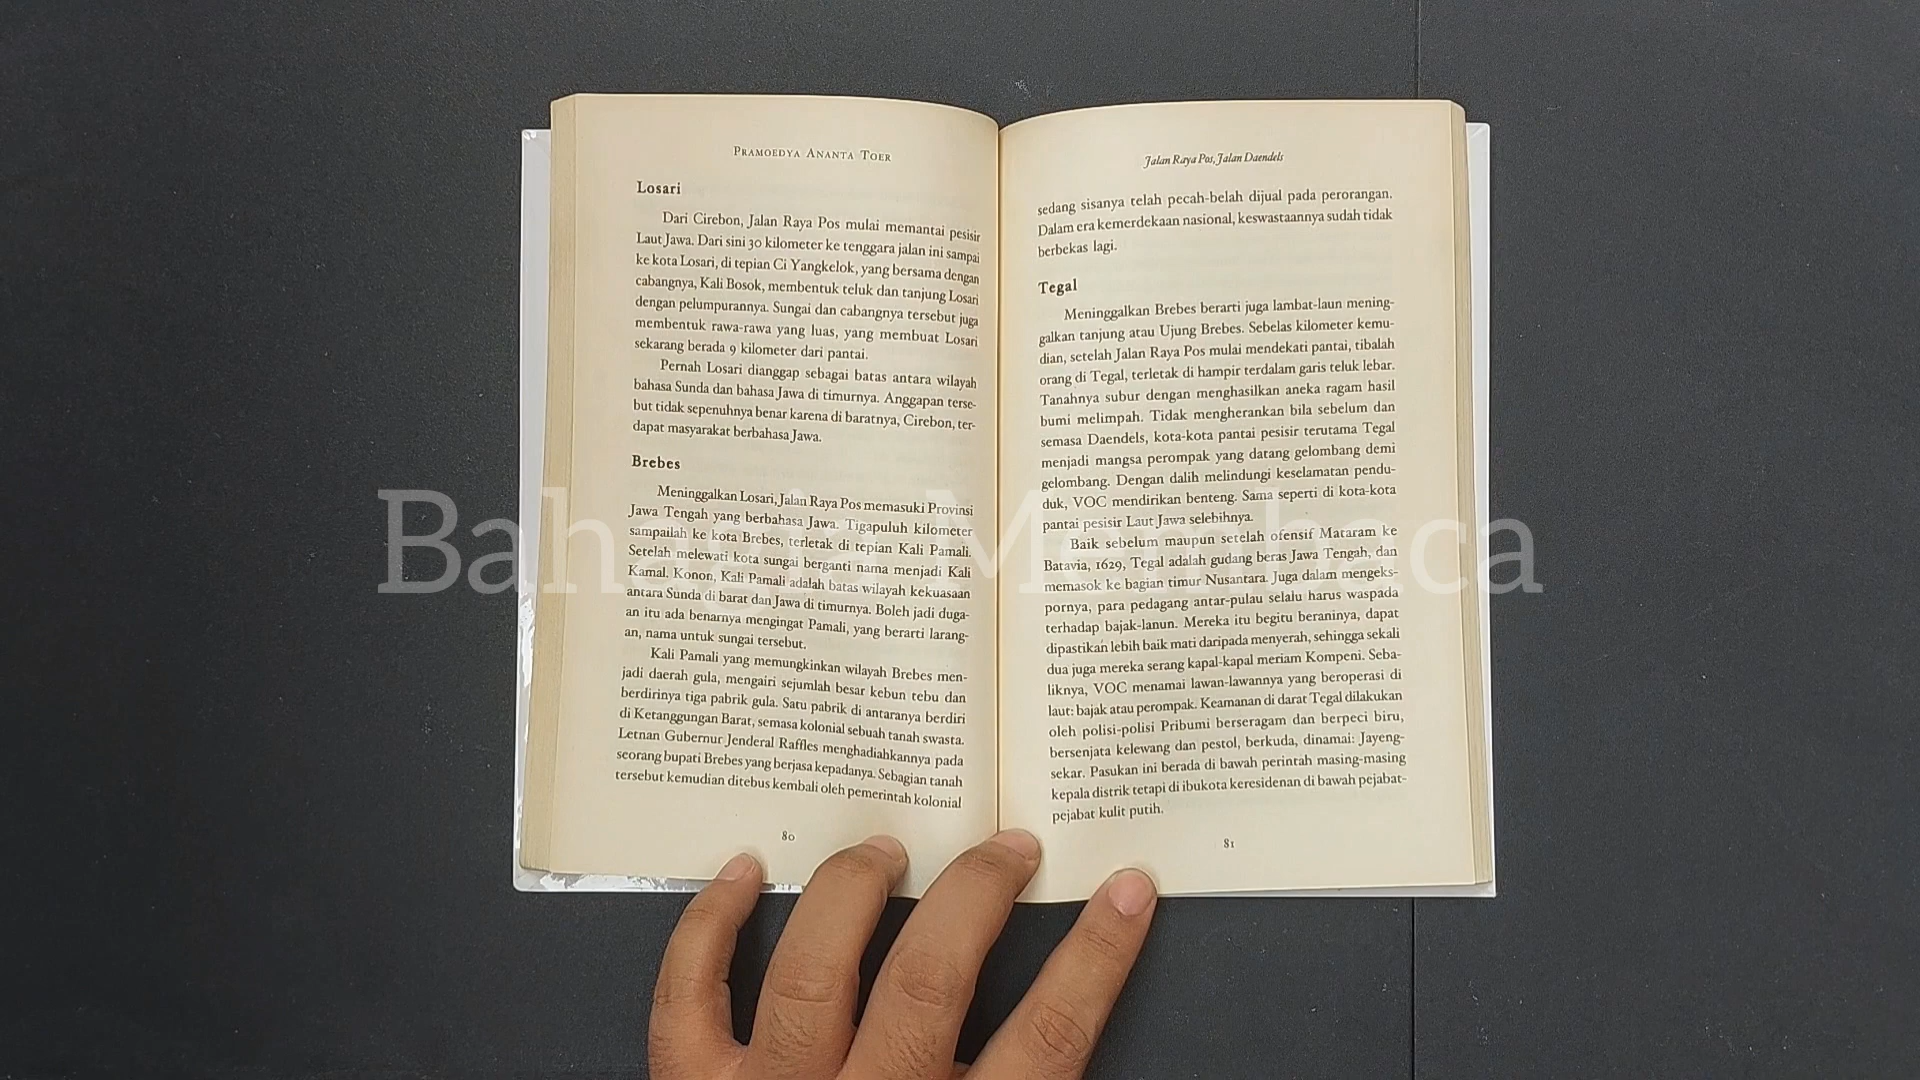 PRAMOEDYA ANANTA TOER
Losari
Dari Cirebon, Jalan Raya Pos mulai memantai pesisir
Laut Jawa. Dari sini 30 kilometer ke tenggara jalan ini sampai
ke kota Losari, di tepian Ci Yangkelok, yang bersama dengan
cabangnya, Kali Bosok, membentuk teluk dan tanjung Losari
dengan pelumpurannya. Sungai dan cabangnya tersebut juga
membentuk rawa-rawa yang luas, yang membuat Losari
sekarang berada 9 kilometer dari pantai.
Pernah Losari dianggap sebagai batas antara wilayah
bahasa Sunda dan bahasa Jawa di timurnya. Anggapan terse-
but tidak sepenuhnya benar karena di baratnya, Cirebon, ter-
dapat masyarakat berbahasa Jawa.
Brebes
Meninggalkan Losari, Jalan Raya Pos memasuki Provinsi
Jawa Tengah yang berbahasa Jawa. Tigapuluh kilometer
sampailah ke kota Brebes, terletak di tepian Kali Pamali.
Setelah melewati kota sungai berganti nama menjadi Kali
Kamal. Konon, Kali Pamali adalah batas wilayah kekuasaan
antara Sunda di barat dan Jawa di timurnya. Boleh jadi duga-
an itu ada benarnya mengingat Pamali, yang berarti larang-
an, nama untuk sungai tersebut.
Kali Pamali yang memungkinkan wilayah Brebes men-
jadi daerah gula, mengairi sejumlah besar kebun tebu dan
berdirinya tiga pabrik gula. Satu pabrik di antaranya berdiri
di Ketanggungan Barat, semasa kolonial sebuah tanah swasta.
Letnan Gubernur Jenderal Raffles menghadiahkannya pada
seorang bupati Brebes yang berjasa kepadanya. Sebagian tanah
tersebut kemudian ditebus kembali oleh pemerintah kolonial
80
Jalan Raya Pos, Jalan Daendels
sedang sisanya telah pecah-belah dijual pada perorangan.
Dalam era kemerdekaan nasional, keswastaannya sudah tidak
berbekas lagi.
Tegal
Meninggalkan Brebes berarti juga lambat-laun mening-
galkan tanjung atau Ujung Brebes. Sebelas kilometer kemu-
dian, setelah Jalan Raya Pos mulai mendekati pantai, tibalah
orang di Tegal, terletak di hampir terdalam garis teluk lebar.
Tanahnya subur dengan menghasilkan aneka ragam hasil
bumi melimpah. Tidak mengherankan bila sebelum dan
semasa Daendels, kota-kota pantai pesisir terutama Tegal
menjadi mangsa perompak yang datang gelombang demi
gelombang. Dengan dalih melindungi keselamatan pendu-
duk, VOC mendirikan benteng. Sama seperti di kota-kota
pantai pesisir Laut Jawa selebihnya.
Baik sebelum maupun setelah ofensif Mataram ke
Batavia, 1629, Tegal adalah gudang beras Jawa Tengah, dan
memasok ke bagian timur Nusantara. Juga dalam mengeks-
pornya, para pedagang antar-pulau selalu harus waspada
terhadap bajak-lanun. Mereka itu begitu beraninya, dapat
dipastikan lebih baik mati daripada menyerah, sehingga sekali
dua juga mereka serang kapal-kapal meriam Kompeni. Seba-
liknya, VOC menamai lawan-lawannya yang beroperasi di
laut: bajak atau perompak. Keamanan di darat Tegal dilakukan
oleh polisi-polisi Pribumi berseragam dan berpeci biru,
bersenjata kelewang dan pestol, berkuda, dinamai: Jayeng-
sekar. Pasukan ini berada di bawah perintah masing-masing
kepala distrik tetapi di ibukota keresidenan di bawah pejabat-
pejabat kulit putih.
81
Bahagia Membaca